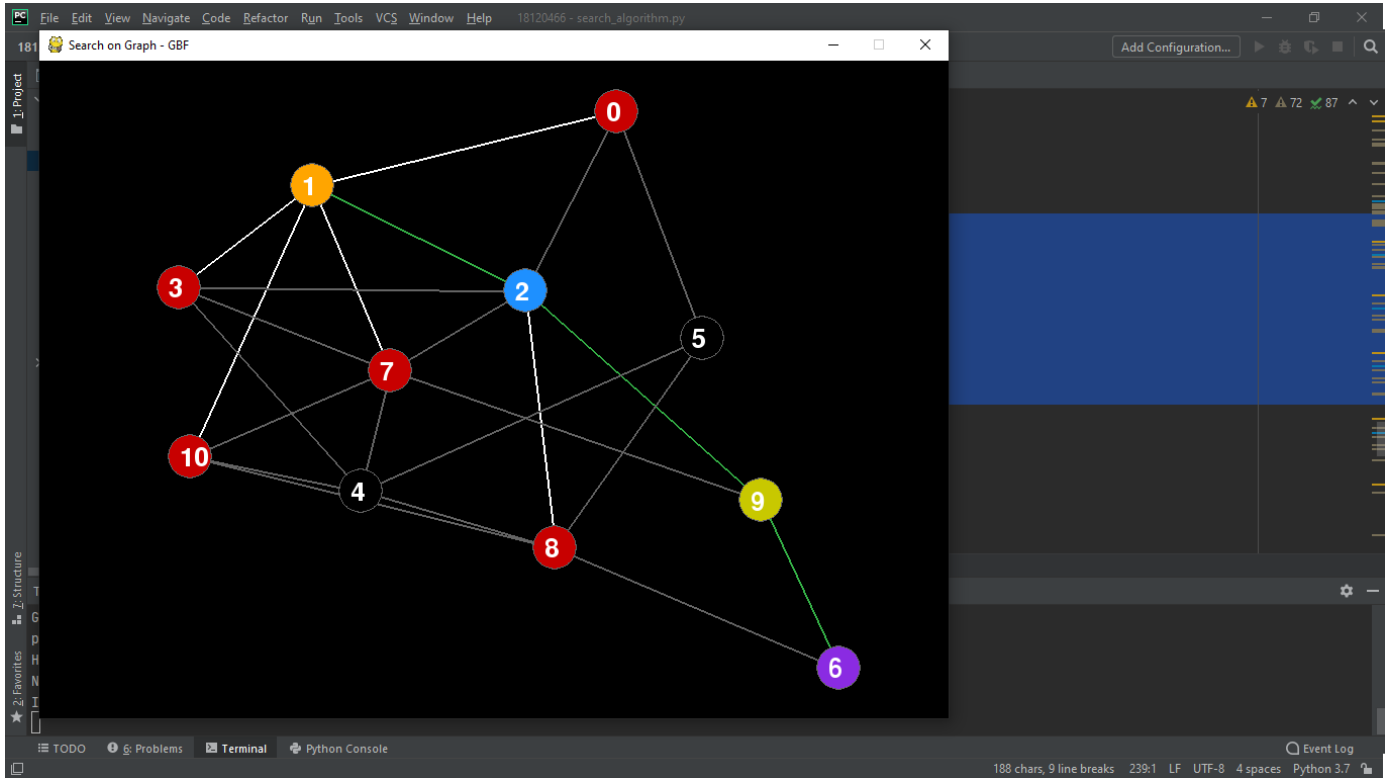 PC File Edit View Navigate Code Refactor Run Tools VCS Window Help 18120466 - search_algorithm.py
181
Search on Graph - GBF
Add Configuration...
1: Project
7 72 87
0
1
3
2
5
7
10
4
9
8
6
7: Structure
2: Favorites
T
G
p
H
N
I
TODO 6: Problems Terminal Python Console Event Log
188 chars, 9 line breaks 239:1 LF UTF-8 4 spaces Python 3.7